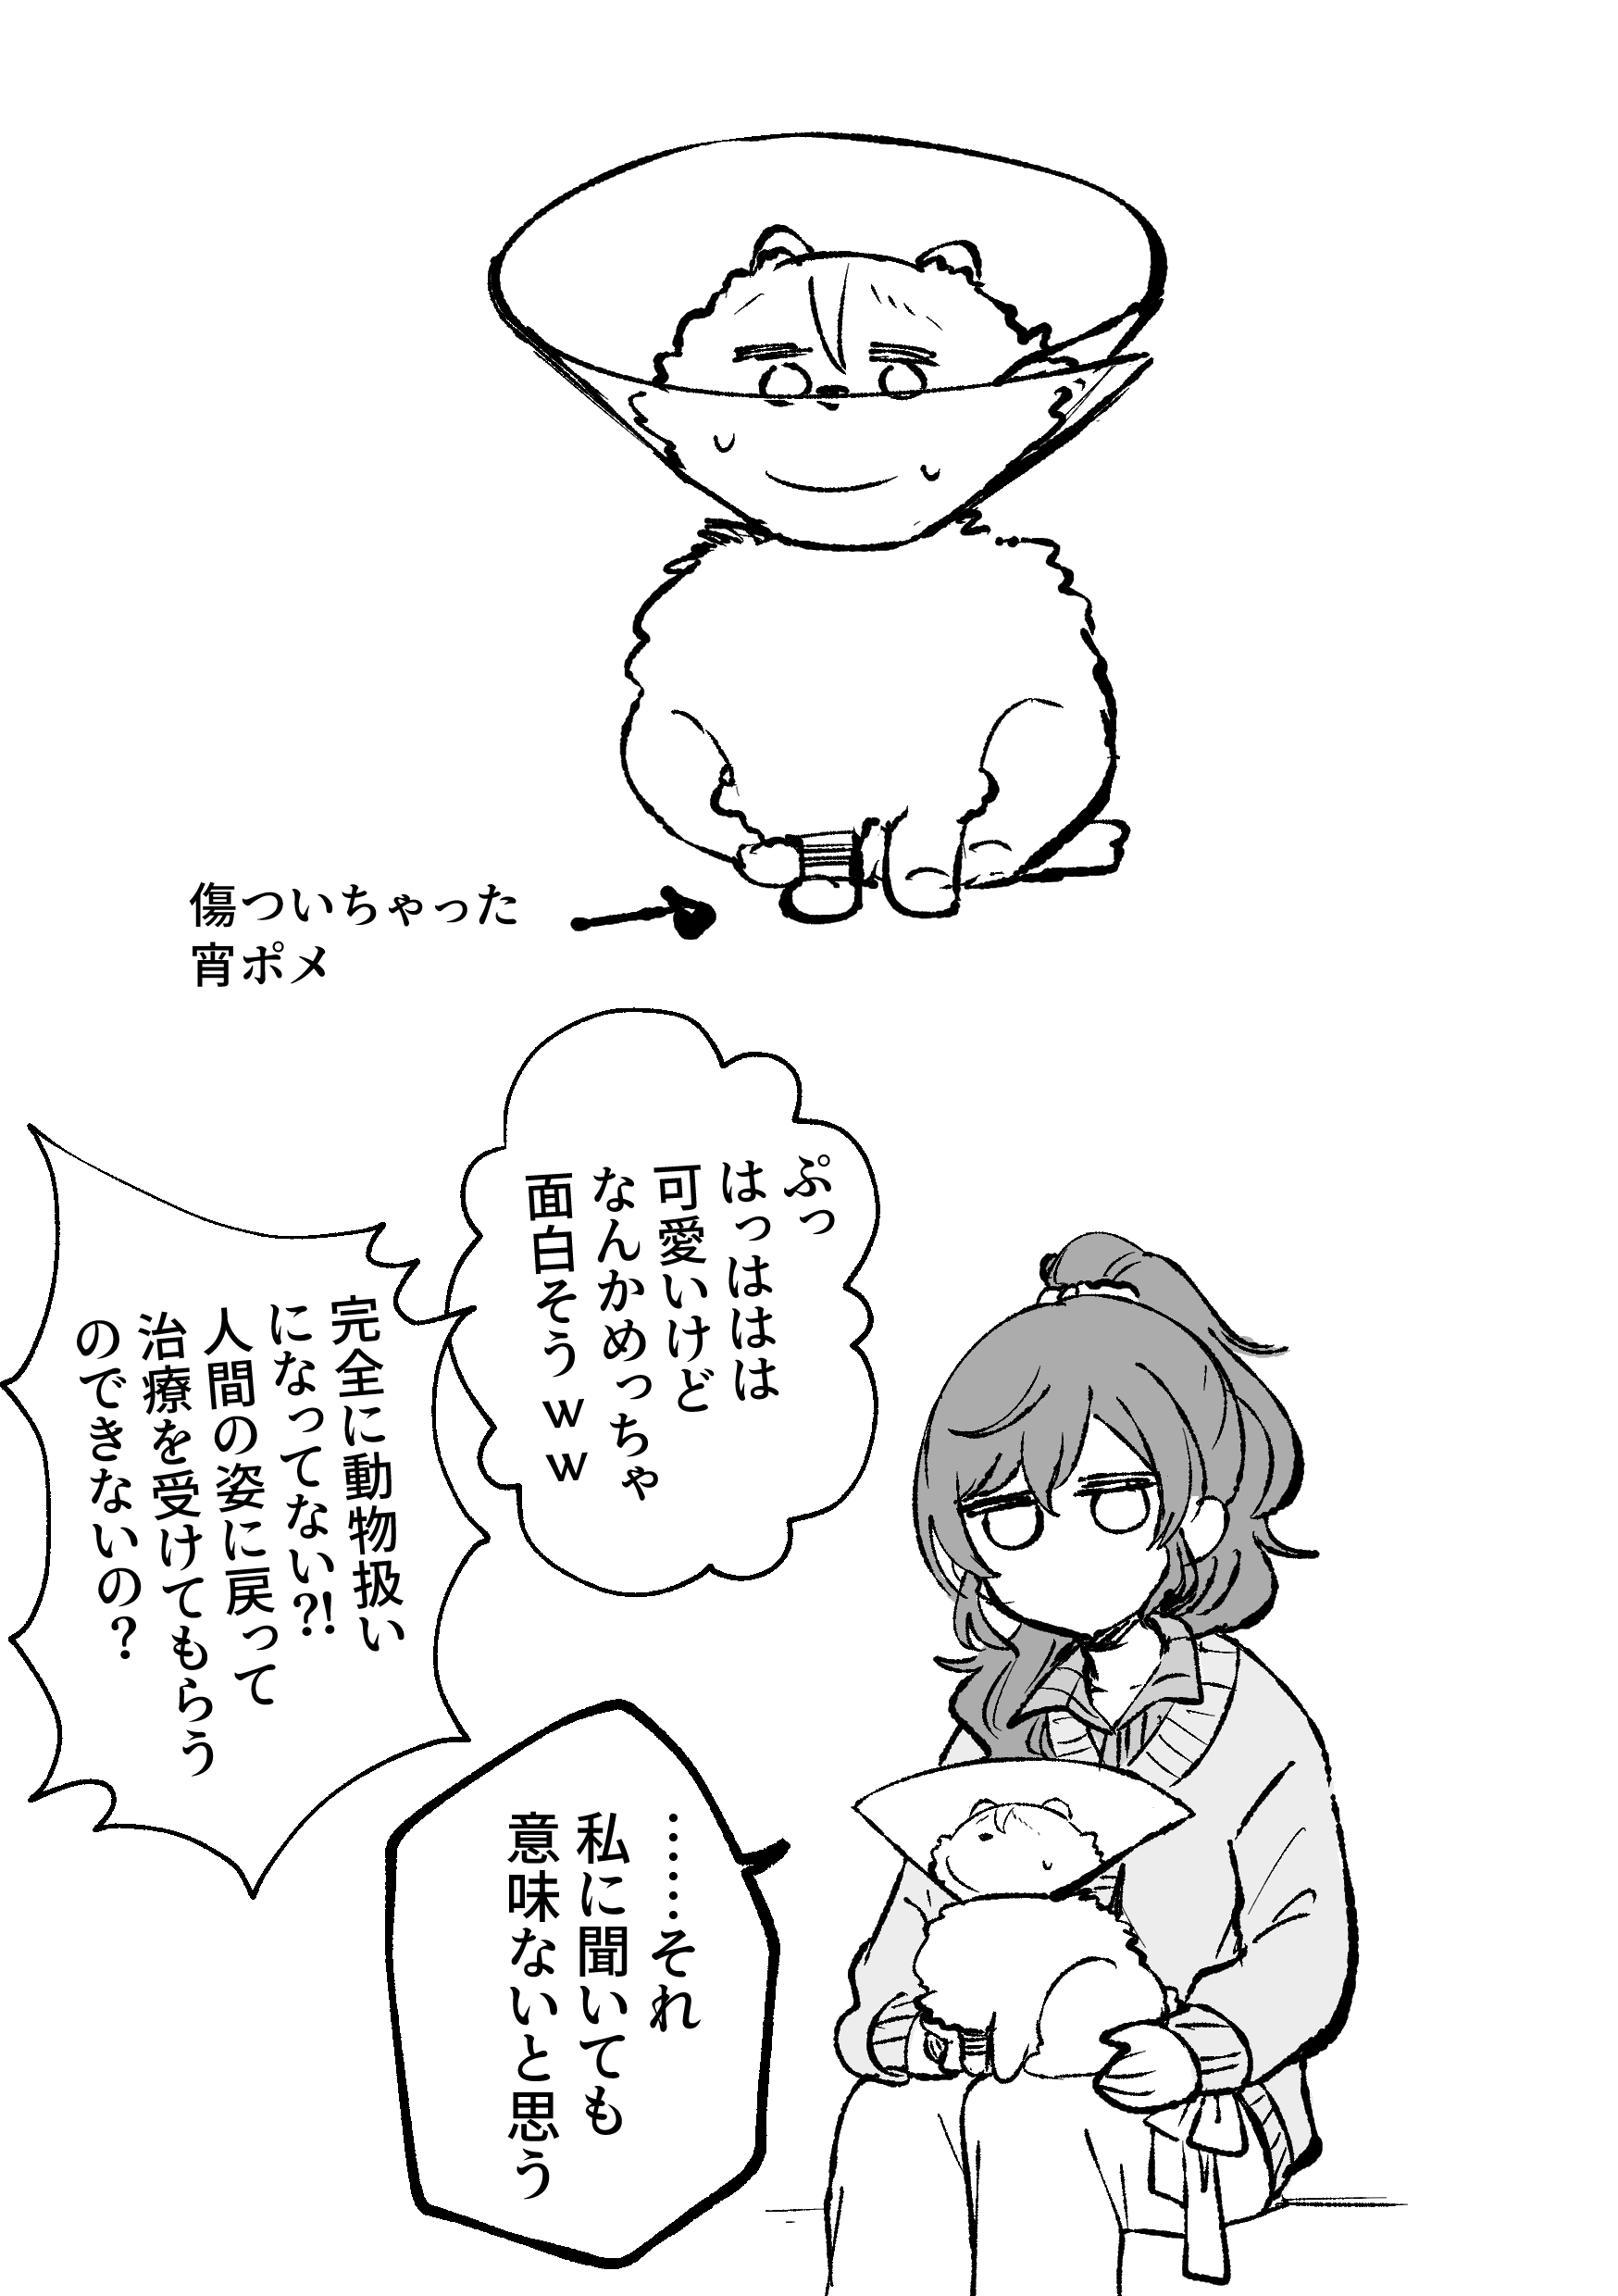 傷ついちゃった
宵ポメ
ぷっ
はっははは
可愛いけど
なんかめっちゃ
面白そうww
完全に動物扱い
になってない?!
人間の姿に戻って
治療を受けてもらう
のできないの?
……それ
私に聞いても
意味ないと思う